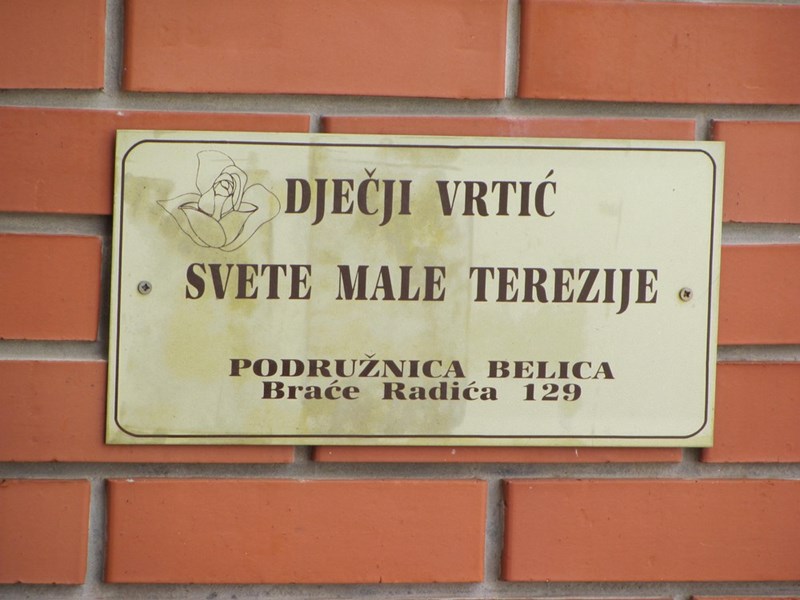 DJEČJI VRTIĆ
SVETE MALE TEREZIJE
PODRUŽNICA BELICA
Braće Radića 129